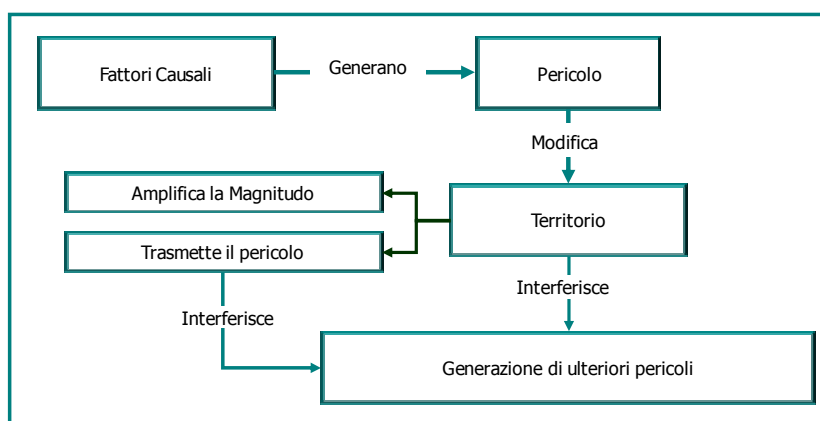 Fattori Causali
Generano
Pericolo
Modifica
Amplifica la Magnitudo
Territorio
Trasmette il pericolo
Interferisce
Interferisce
Generazione di ulteriori pericoli